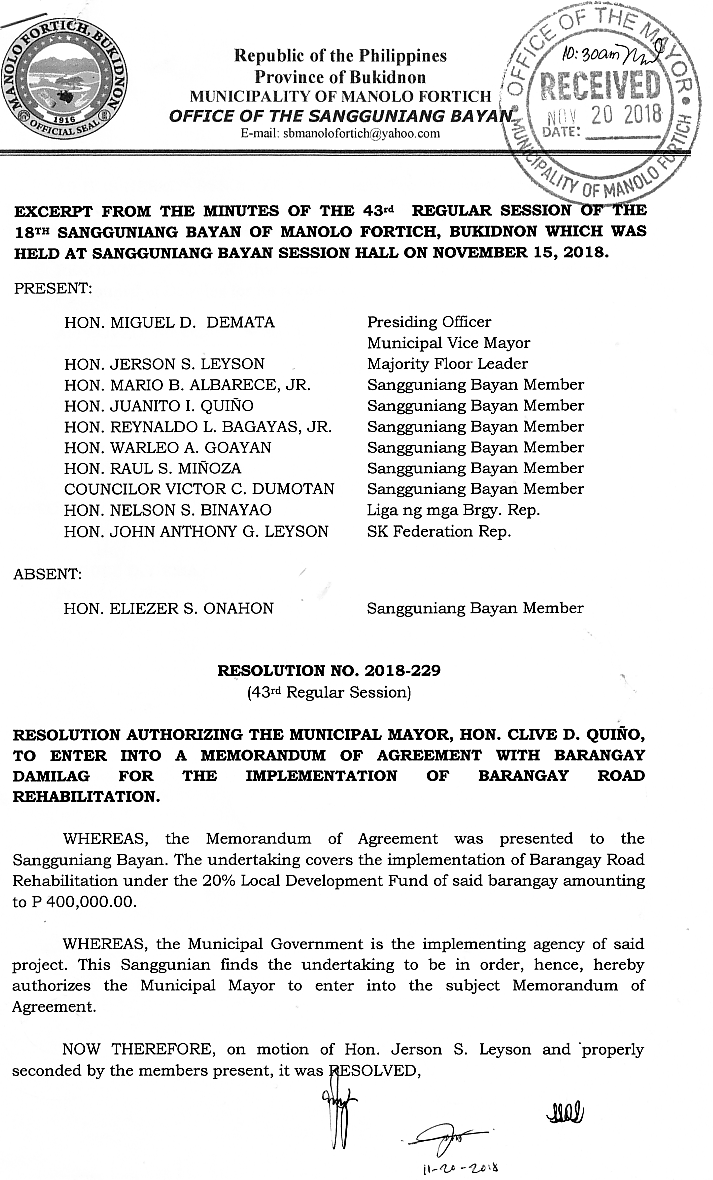 MANOLO FORTICH, BUKIDNON
1916
OFFICIAL SEAL
Republic of the Philippines
Province of Bukidnon
MUNICIPALITY OF MANOLO FORTICH
OFFICE OF THE SANGGUNIANG BAYAN
E-mail: sbmanolofortich@yahoo.com
OFFICE OF THE MAYOR
10:30am
RECEIVED
NOV 20 2018
DATE:
MUNICIPALITY OF MANOLO FORTICH
EXCERPT FROM THE MINUTES OF THE 43rd REGULAR SESSION OF THE
18TH SANGGUNIANG BAYAN OF MANOLO FORTICH, BUKIDNON WHICH WAS
HELD AT SANGGUNIANG BAYAN SESSION HALL ON NOVEMBER 15, 2018.
PRESENT:
HON. MIGUEL D. DEMATA Presiding Officer
Municipal Vice Mayor
HON. JERSON S. LEYSON Majority Floor Leader
HON. MARIO B. ALBARECE, JR. Sangguniang Bayan Member
HON. JUANITO I. QUIÑO Sangguniang Bayan Member
HON. REYNALDO L. BAGAYAS, JR. Sangguniang Bayan Member
HON. WARLEO A. GOAYAN Sangguniang Bayan Member
HON. RAUL S. MIÑOZA Sangguniang Bayan Member
COUNCILOR VICTOR C. DUMOTAN Sangguniang Bayan Member
HON. NELSON S. BINAYAO Liga ng mga Brgy. Rep.
HON. JOHN ANTHONY G. LEYSON SK Federation Rep.
ABSENT:
HON. ELIEZER S. ONAHON Sangguniang Bayan Member
RESOLUTION NO. 2018-229
(43rd Regular Session)
RESOLUTION AUTHORIZING THE MUNICIPAL MAYOR, HON. CLIVE D. QUIÑO,
TO ENTER INTO A MEMORANDUM OF AGREEMENT WITH BARANGAY
DAMILAG FOR THE IMPLEMENTATION OF BARANGAY ROAD
REHABILITATION.
WHEREAS, the Memorandum of Agreement was presented to the
Sangguniang Bayan. The undertaking covers the implementation of Barangay Road
Rehabilitation under the 20% Local Development Fund of said barangay amounting
to P 400,000.00.
WHEREAS, the Municipal Government is the implementing agency of said
project. This Sanggunian finds the undertaking to be in order, hence, hereby
authorizes the Municipal Mayor to enter into the subject Memorandum of
Agreement.
NOW THEREFORE, on motion of Hon. Jerson S. Leyson and properly
seconded by the members present, it was RESOLVED,
11-20-2018